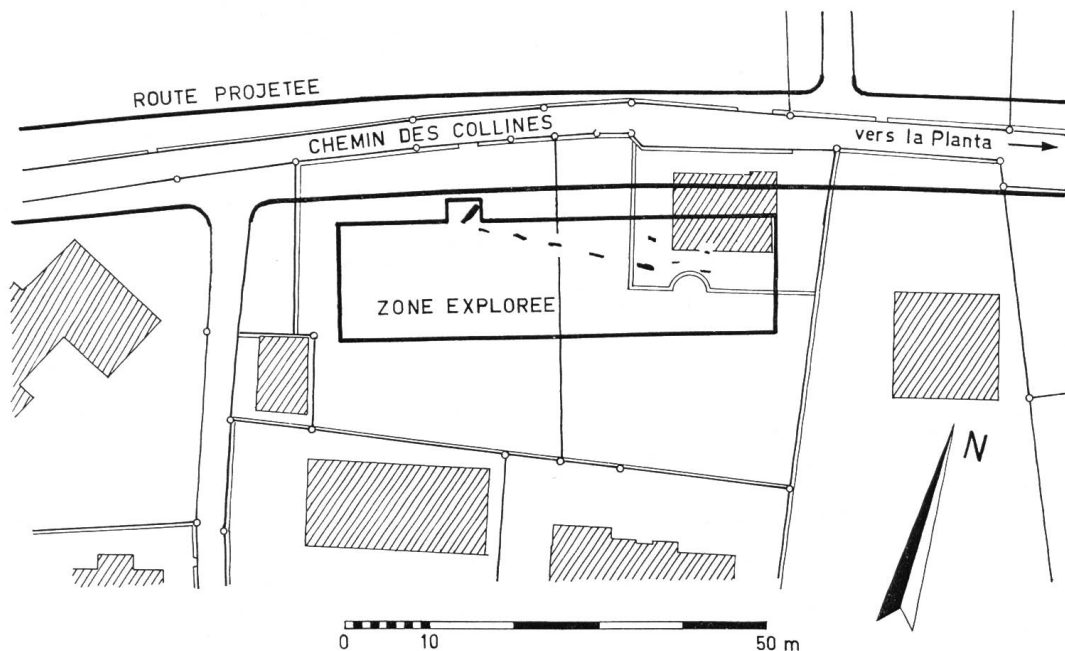 ROUTE PROJETEE
CHEMIN DES COLLINES
vers la Planta
ZONE EXPLOREE
N
0 10 50 m